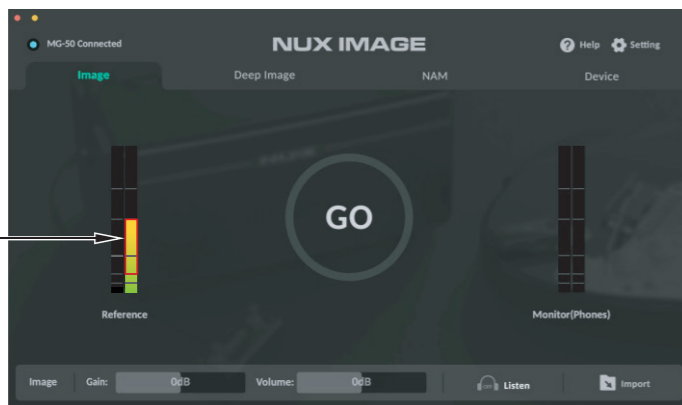 MG-50 Connected
NUX IMAGE
Help
Setting
Image
Deep Image
NAM
Device
GO
Reference
Monitor(Phones)
Image
Gain:
0dB
Volume:
0dB
OFF
Listen
Import